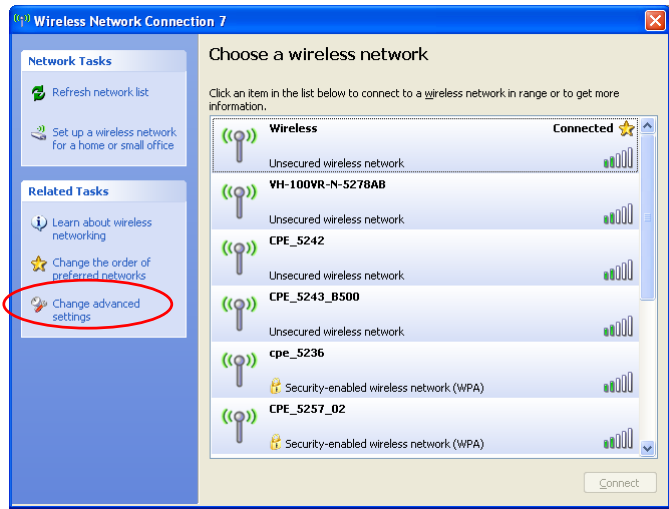 Wireless Network Connection 7
Network Tasks
Refresh network list
Set up a wireless network
for a home or small office
Related Tasks
Learn about wireless
networking
Change the order of
preferred networks
Change advanced
settings
Choose a wireless network
Click an item in the list below to connect to a wireless network in range or to get more
information.
Wireless Connected
Unsecured wireless network
VH-100VR-N-5278AB
Unsecured wireless network
CPE_5242
Unsecured wireless network
CPE_5243_B500
Unsecured wireless network
cpe_5236
Security-enabled wireless network (WPA)
CPE_5257_02
Security-enabled wireless network (WPA)
Connect